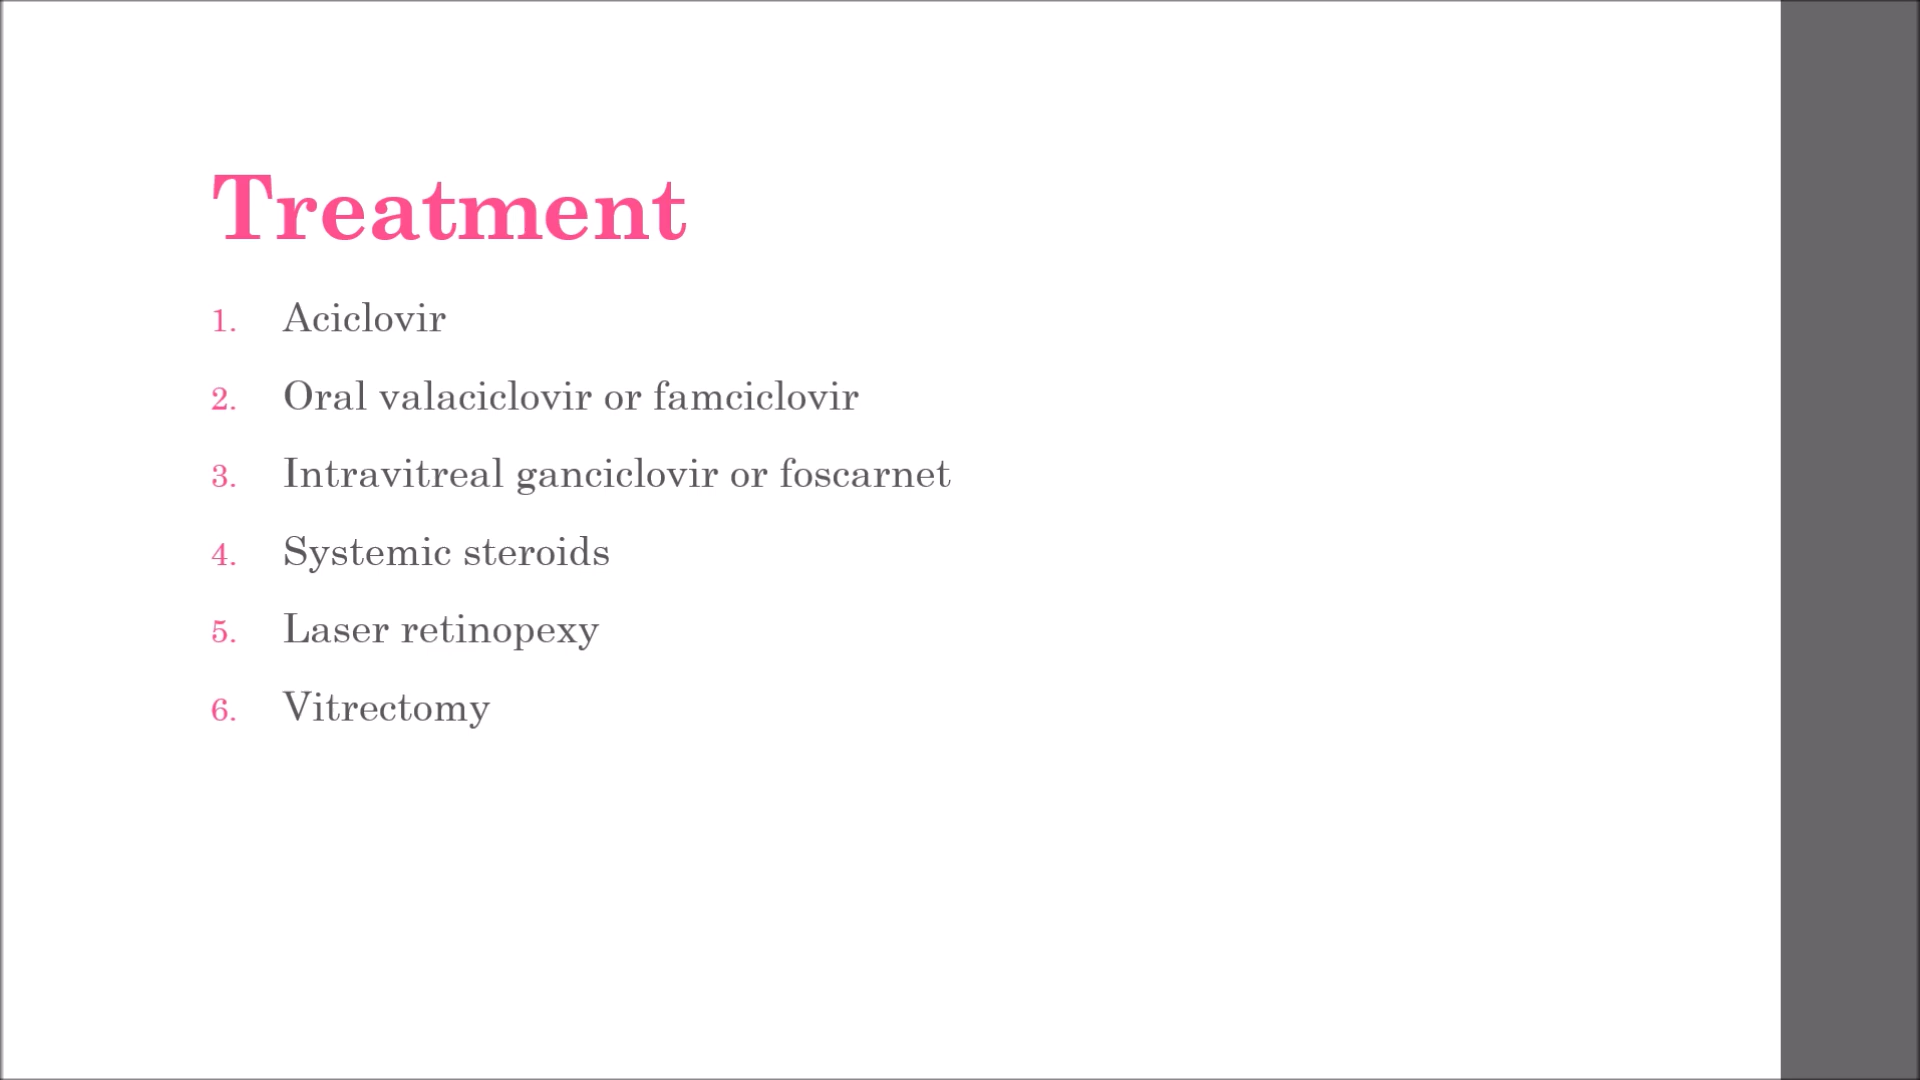 Treatment
1. Aciclovir
2. Oral valaciclovir or famciclovir
3. Intravitreal ganciclovir or foscarnet
4. Systemic steroids
5. Laser retinopexy
6. Vitrectomy